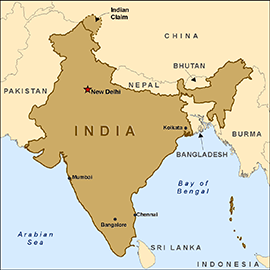 Indian
Claim
CHINA
PAKISTAN
BHUTAN
New Delhi
NEPAL
INDIA
Kolkata
BURMA
BANGLADESH
Mumbai
Bay of
Bengal
Arabian
Sea
Bangalore
Chennai
SRI LANKA
INDONESIA